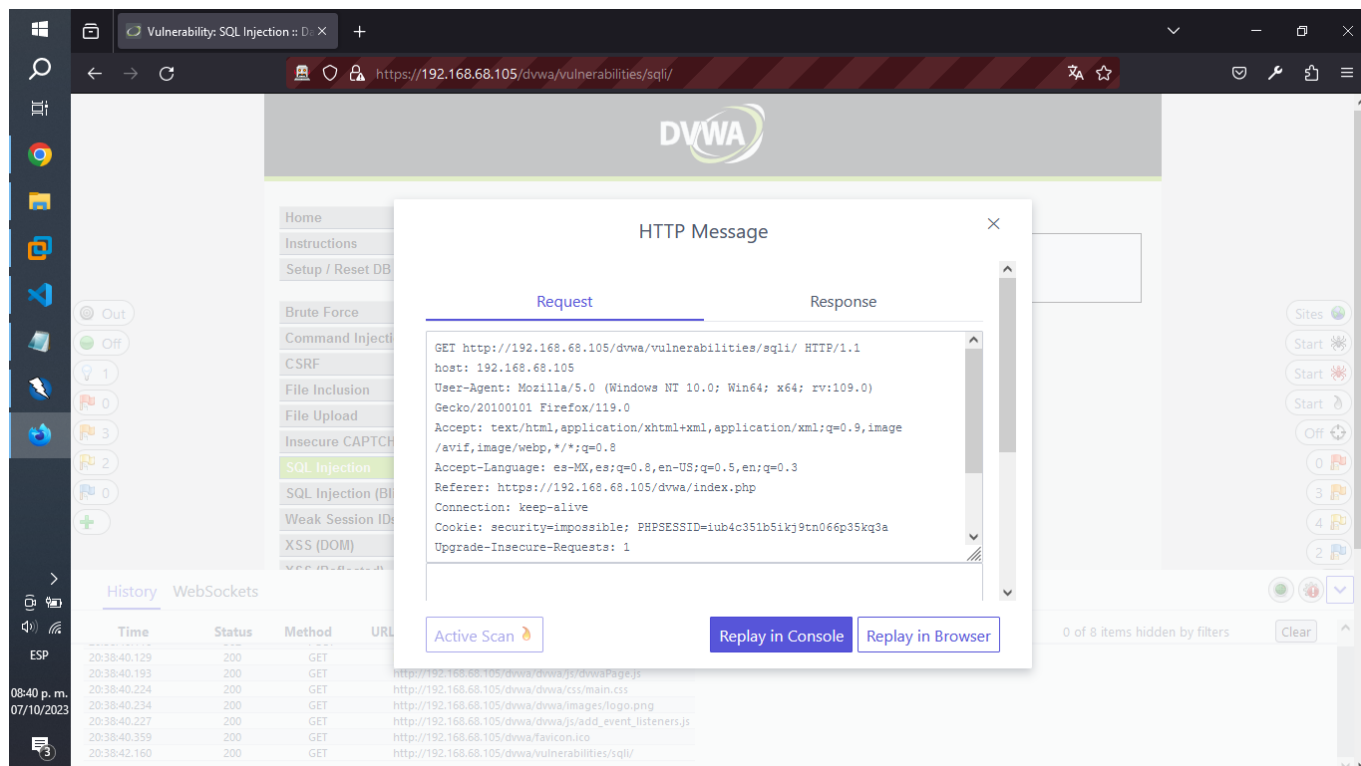 Vulnerability: SQL Injection :: Da
https://192.168.68.105/dvwa/vulnerabilities/sqli/
DVWA
Home
Instructions
Setup / Reset DB
Brute Force
Command Injecti
CSRF
File Inclusion
File Upload
Insecure CAPTCH
SQL Injection
SQL Injection (Bli
Weak Session IDs
XSS (DOM)
Out
Off
1
0
3
2
0
Sites
Start
Start
Start
Off
0
3
4
2
HTTP Message
Request Response
GET http://192.168.68.105/dvwa/vulnerabilities/sqli/ HTTP/1.1
host: 192.168.68.105
User-Agent: Mozilla/5.0 (Windows NT 10.0; Win64; x64; rv:109.0)
Gecko/20100101 Firefox/119.0
Accept: text/html,application/xhtml+xml,application/xml;q=0.9,image
/avif,image/webp,*/*;q=0.8
Accept-Language: es-MX,es;q=0.8,en-US;q=0.5,en;q=0.3
Referer: https://192.168.68.105/dvwa/index.php
Connection: keep-alive
Cookie: security=impossible; PHPSESSID=iub4c351b5ikj9tn066p35kq3a
Upgrade-Insecure-Requests: 1
Active Scan Replay in Console Replay in Browser
History WebSockets
Time Status Method URL 0 of 8 items hidden by filters Clear
20:38:40.129 200 GET
20:38:40.193 200 GET http://192.168.68.105/dvwa/dvwa/js/dvwaPage.js
20:38:40.224 200 GET http://192.168.68.105/dvwa/dvwa/css/main.css
20:38:40.234 200 GET http://192.168.68.105/dvwa/dvwa/images/logo.png
20:38:40.227 200 GET http://192.168.68.105/dvwa/dvwa/js/add_event_listeners.js
20:38:40.359 200 GET http://192.168.68.105/dvwa/favicon.ico
20:38:42.160 200 GET http://192.168.68.105/dvwa/vulnerabilities/sqli/
ESP
08:40 p. m.
07/10/2023
3